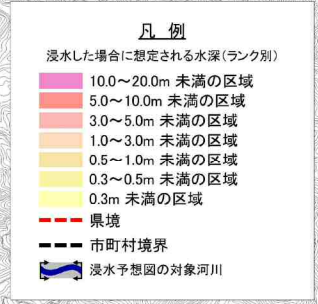 凡 例
浸水した場合に想定される水深(ランク別)
10.0～20.0m 未満の区域
5.0～10.0m 未満の区域
3.0～5.0m 未満の区域
1.0～3.0m 未満の区域
0.5～1.0m 未満の区域
0.3～0.5m 未満の区域
0.3m 未満の区域
県境
市町村境界
浸水予想図の対象河川